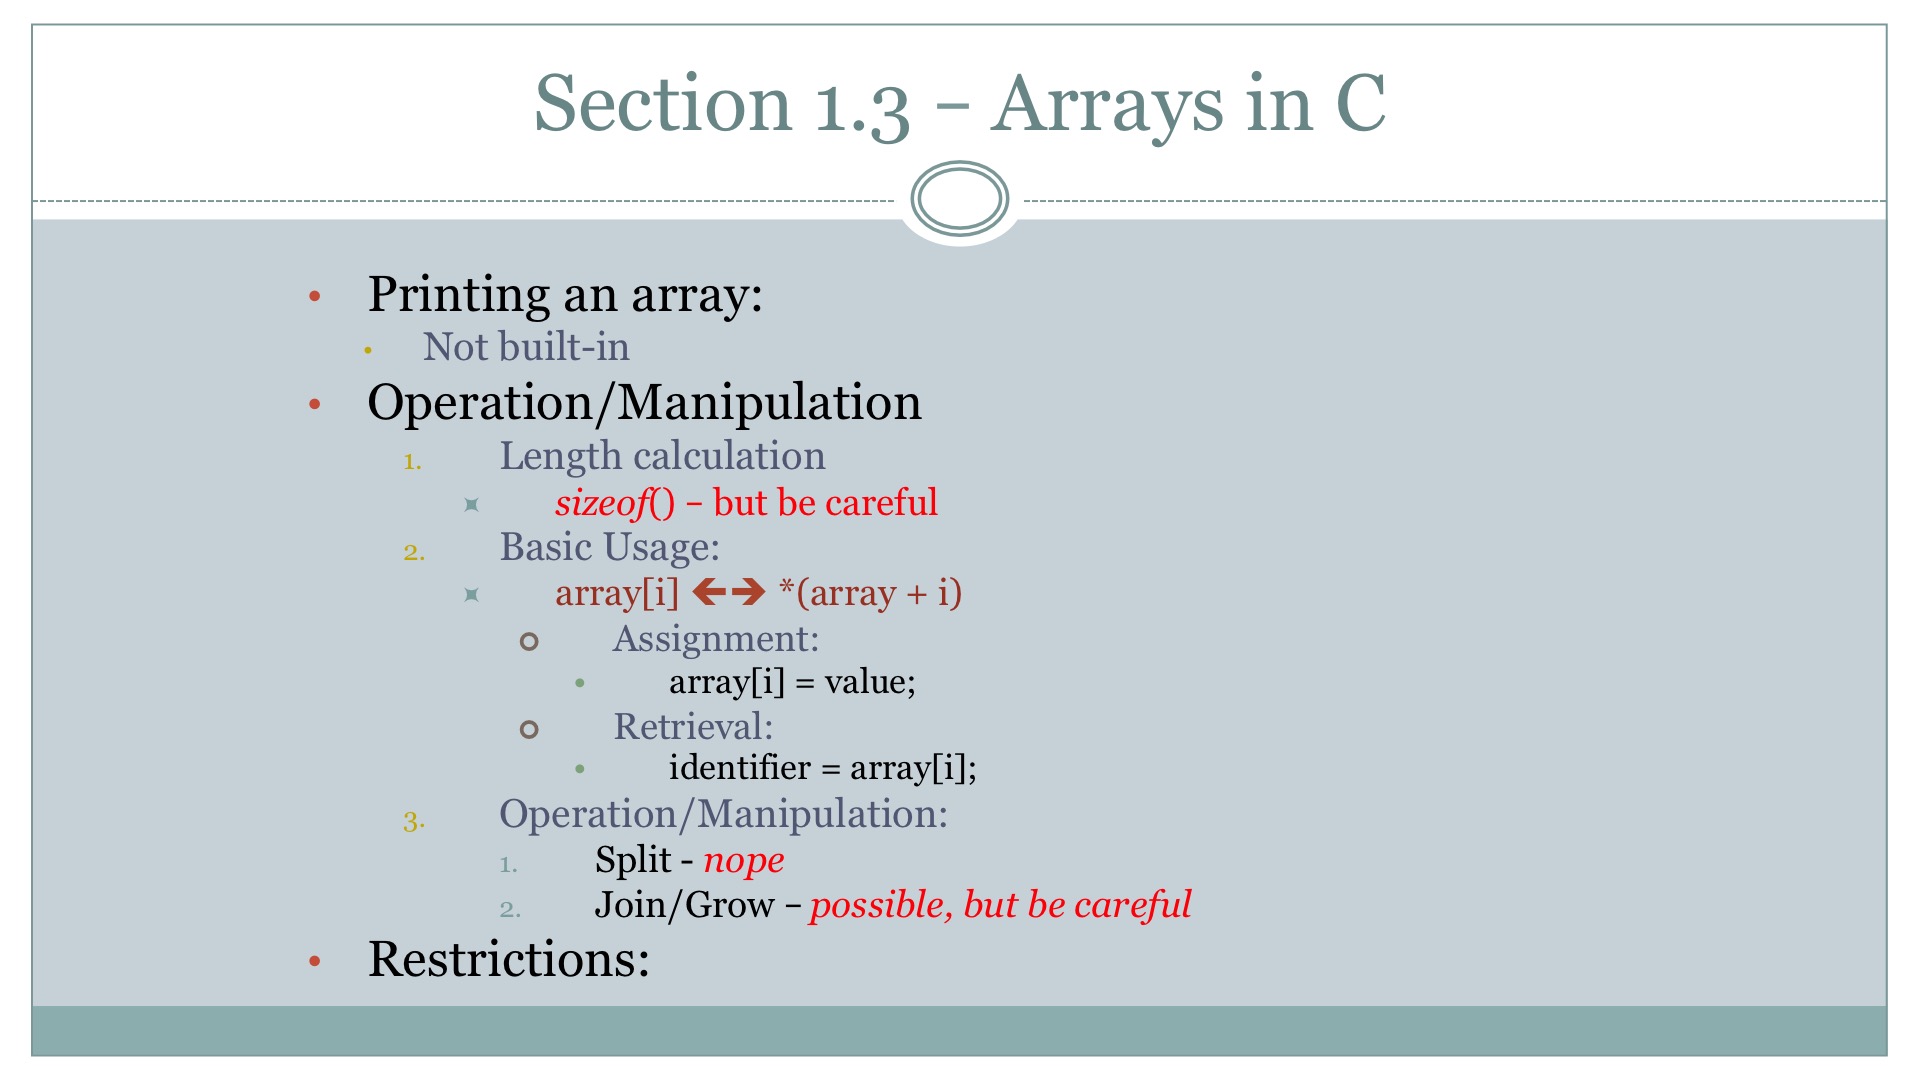 Section 1.3 – Arrays in C
• Printing an array:
• Not built-in
• Operation/Manipulation
1. Length calculation
sizeof() – but be careful
2. Basic Usage:
array[i] 🡸🡺 *(array + i)
Assignment:
• array[i] = value;
Retrieval:
• identifier = array[i];
3. Operation/Manipulation:
1. Split - nope
2. Join/Grow – possible, but be careful
• Restrictions: